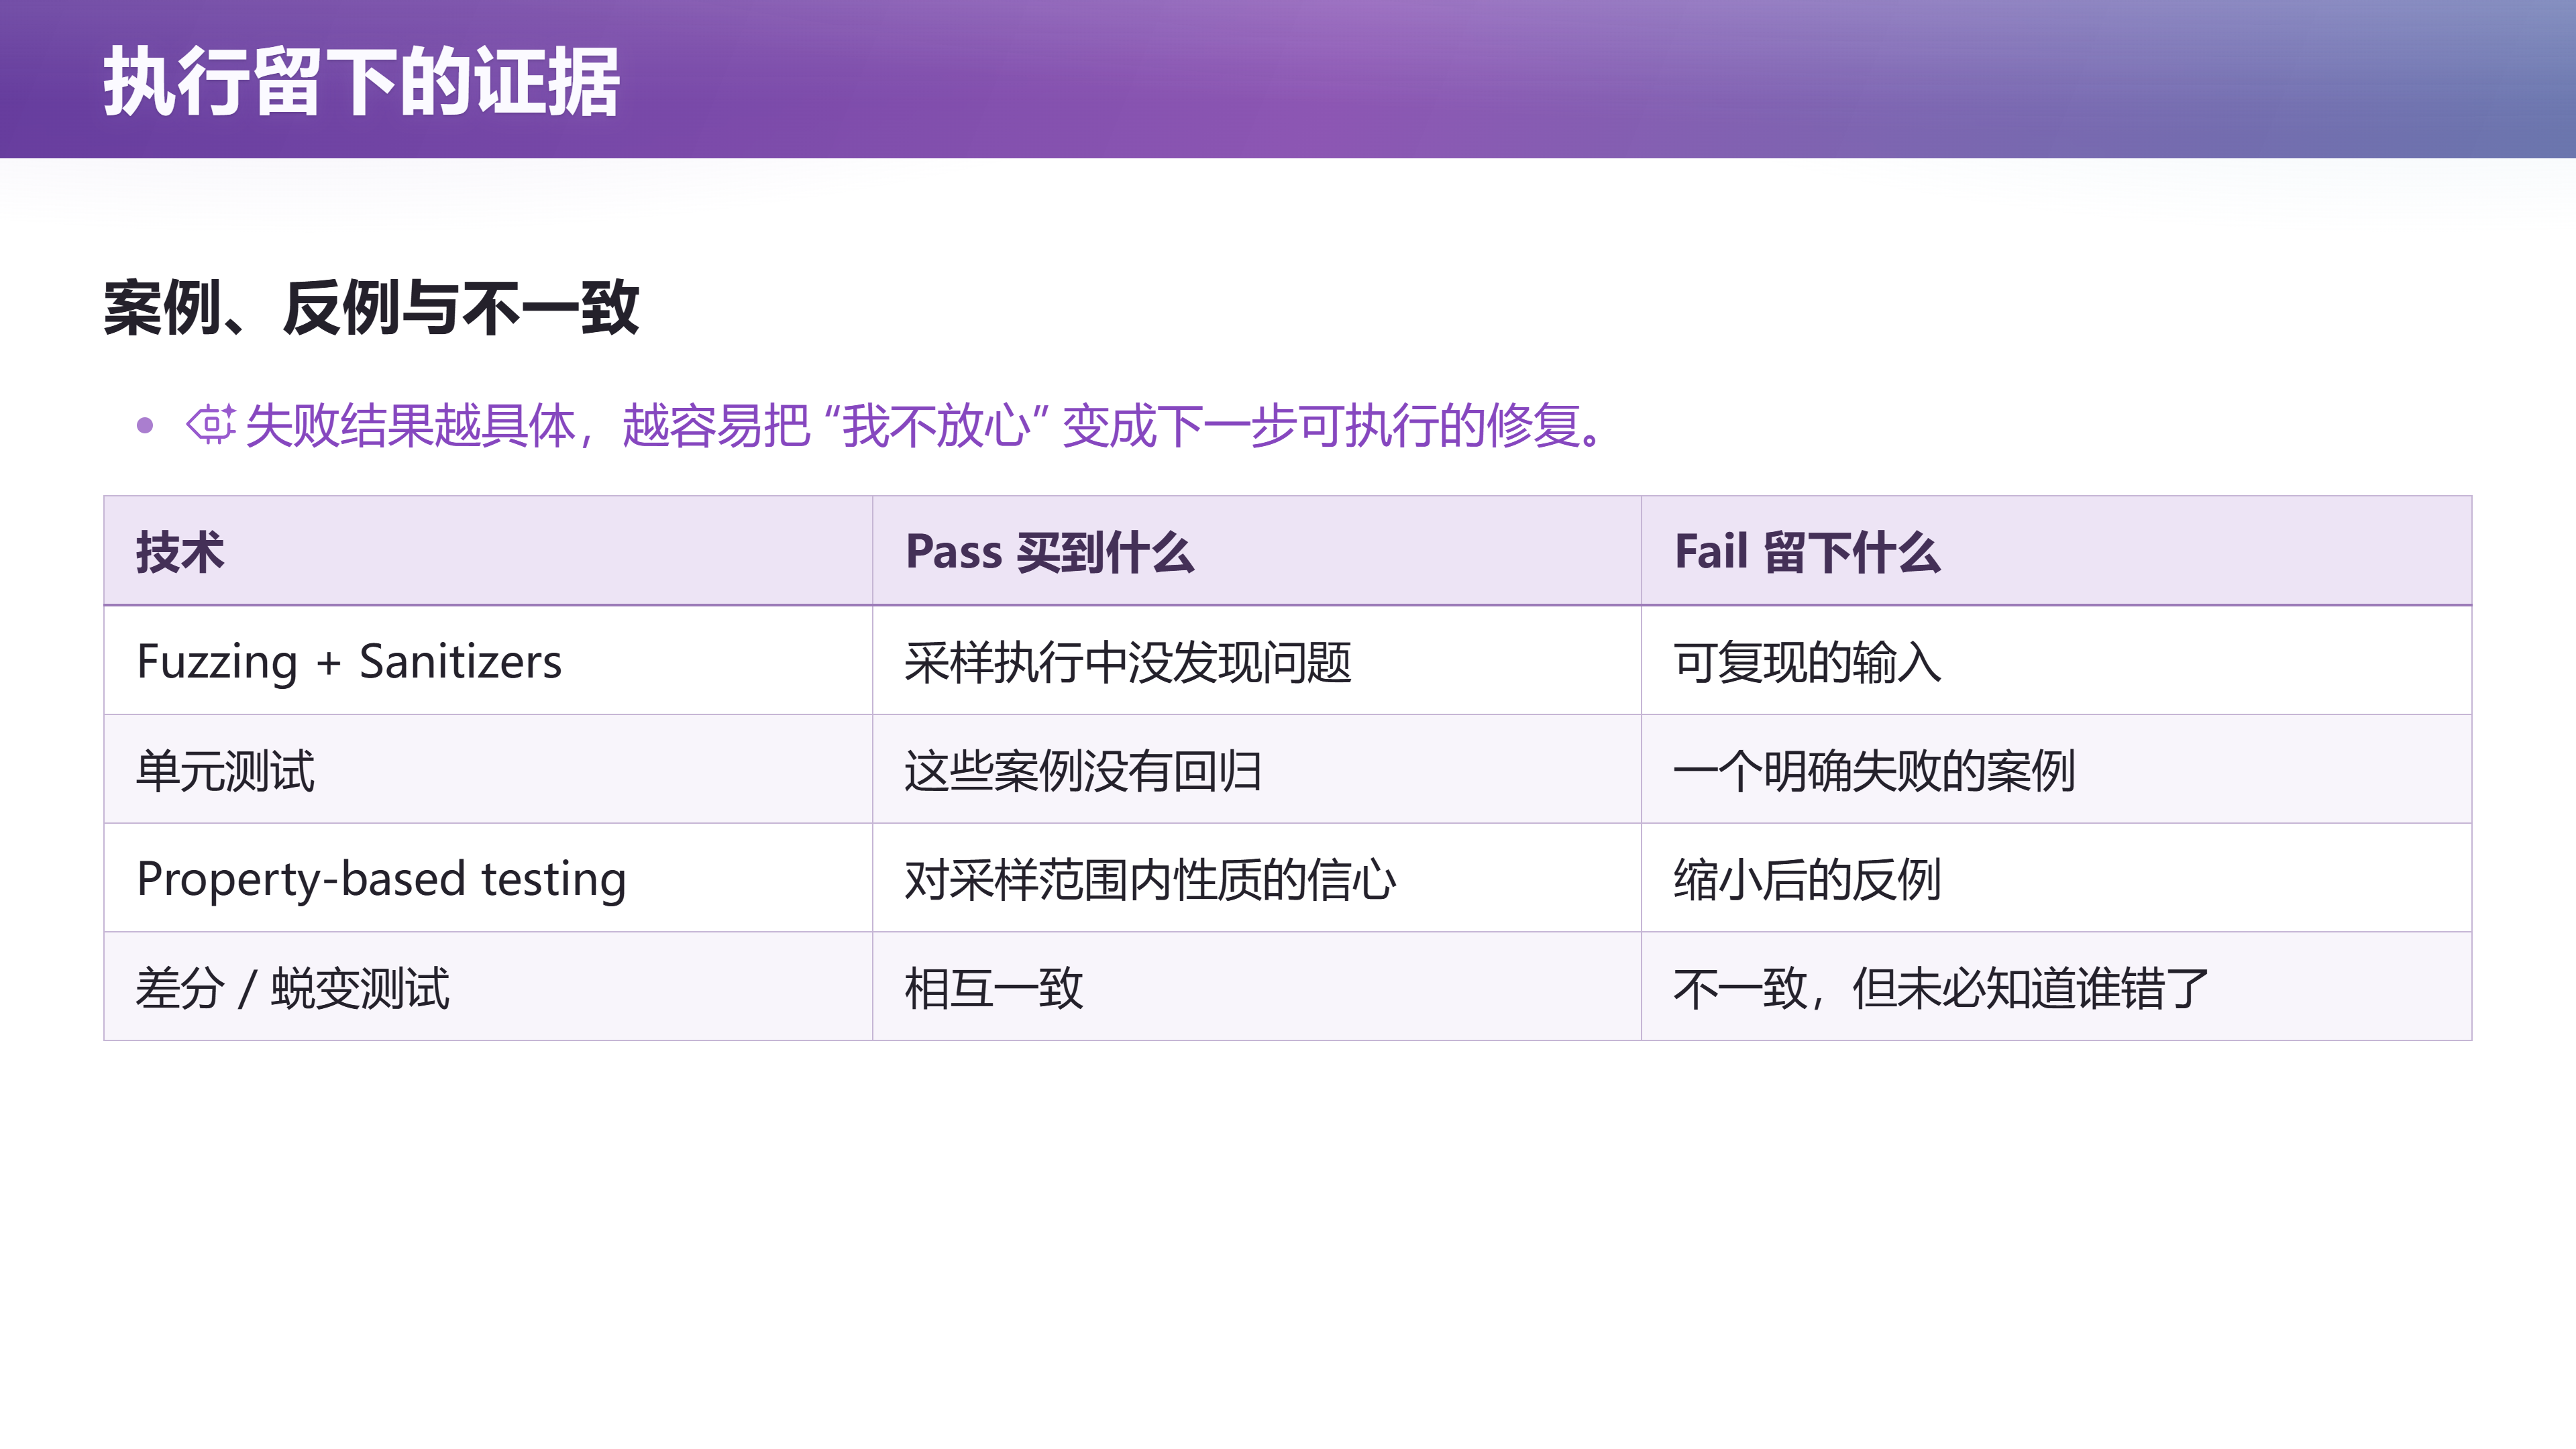 执行留下的证据
案例、反例与不一致
失败结果越具体，越容易把“我不放心”变成下一步可执行的修复。
技术 Pass 买到什么 Fail 留下什么
Fuzzing + Sanitizers 采样执行中没发现问题 可复现的输入
单元测试 这些案例没有回归 一个明确失败的案例
Property-based testing 对采样范围内性质的信心 缩小后的反例
差分 / 蜕变测试 相互一致 不一致，但未必知道谁错了